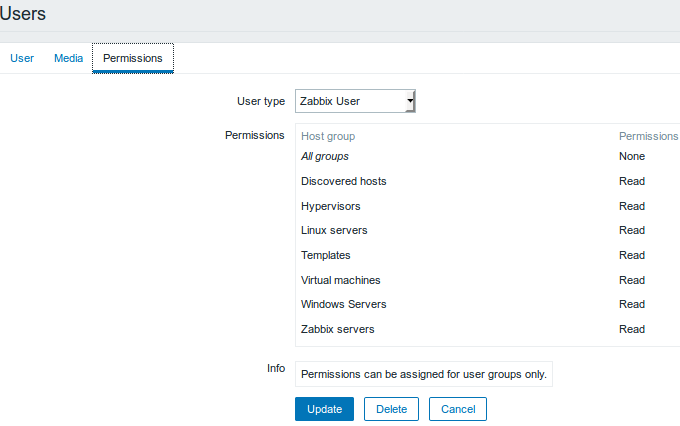 Users
User Media Permissions
User type Zabbix User
Permissions Host group Permissions
All groups None
Discovered hosts Read
Hypervisors Read
Linux servers Read
Templates Read
Virtual machines Read
Windows Servers Read
Zabbix servers Read
Info Permissions can be assigned for user groups only.
Update Delete Cancel